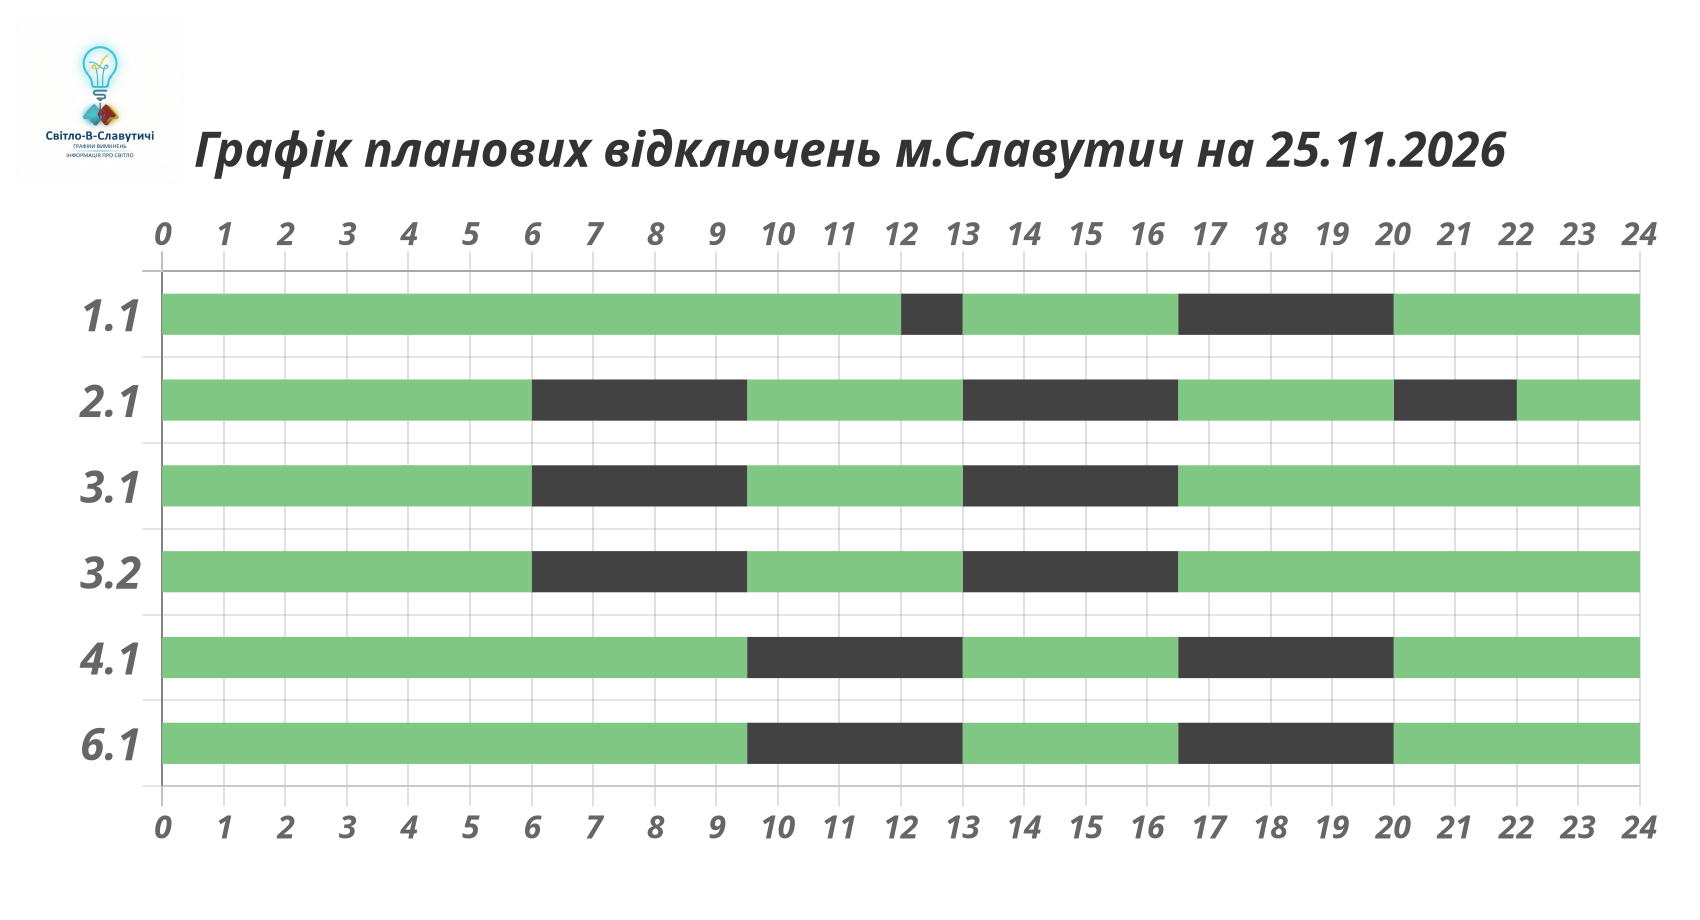 Світло-В-Славутичі
ГРАФІКИ ВИМКНЕНЬ
ІНФОРМАЦІЯ ПРО СВІТЛО
Графік планових відключень м.Славутич на 25.11.2026
0 1 2 3 4 5 6 7 8 9 10 11 12 13 14 15 16 17 18 19 20 21 22 23 24
1.1
2.1
3.1
3.2
4.1
6.1
0 1 2 3 4 5 6 7 8 9 10 11 12 13 14 15 16 17 18 19 20 21 22 23 24